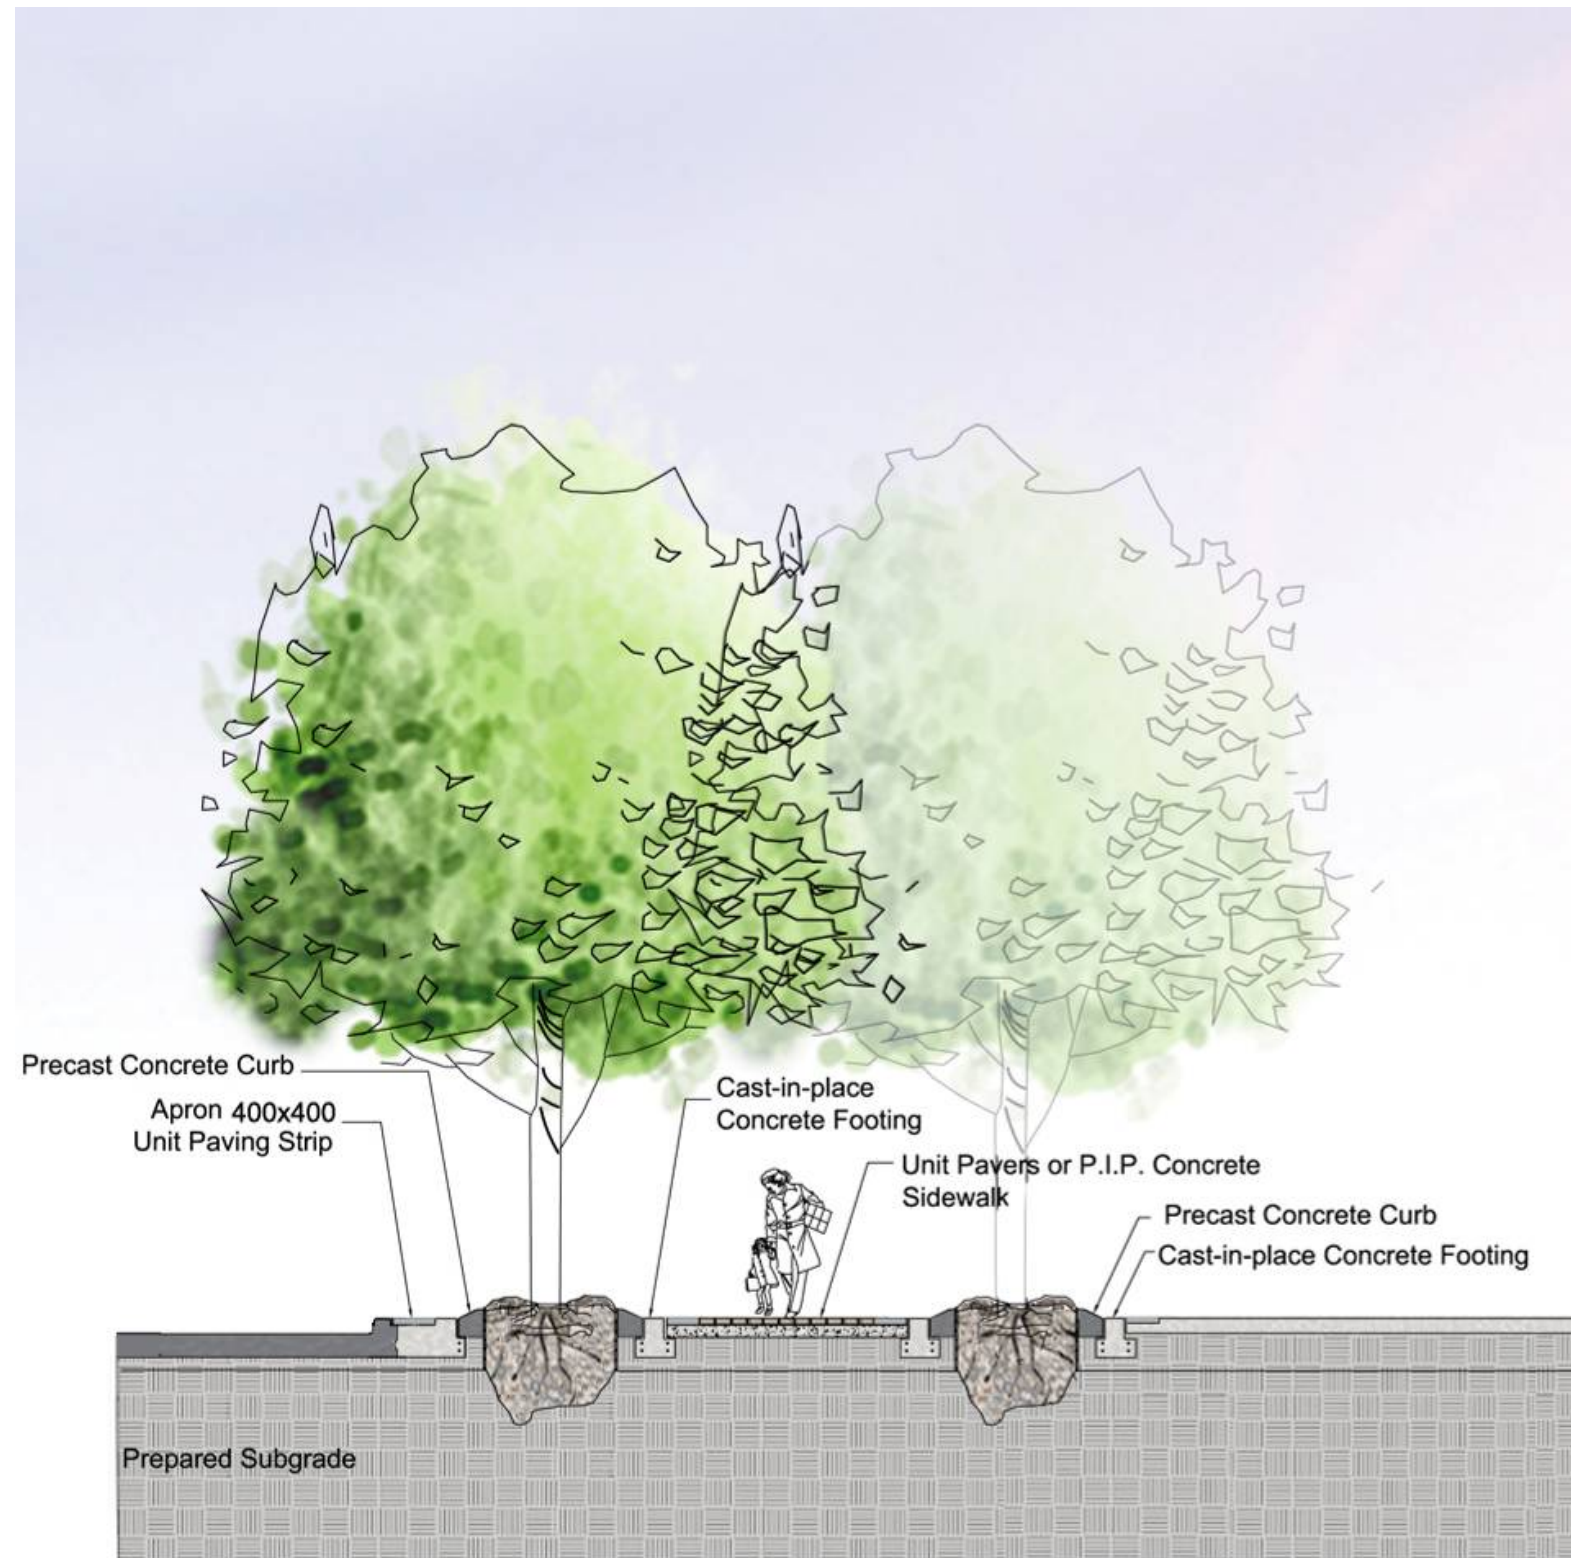 Precast Concrete Curb
Apron 400x400
Unit Paving Strip
Cast-in-place
Concrete Footing
Unit Pavers or P.I.P. Concrete
Sidewalk
Precast Concrete Curb
Cast-in-place Concrete Footing
Prepared Subgrade